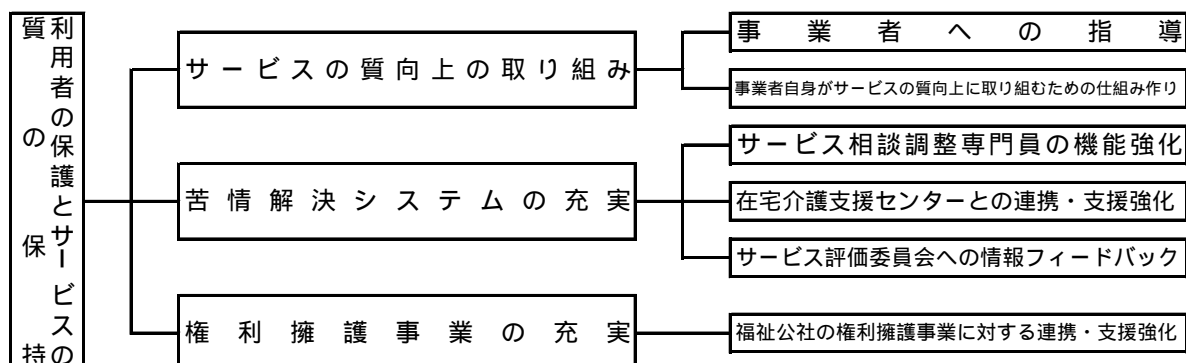 利用者の保護とサービスの
質の保持
サービスの質向上の取り組み
事業者への指導
事業者自身がサービスの質向上に取り組むための仕組み作り
苦情解決システムの充実
サービス相談調整専門員の機能強化
在宅介護支援センターとの連携・支援強化
サービス評価委員会への情報フィードバック
権利擁護事業の充実
福祉公社の権利擁護事業に対する連携・支援強化